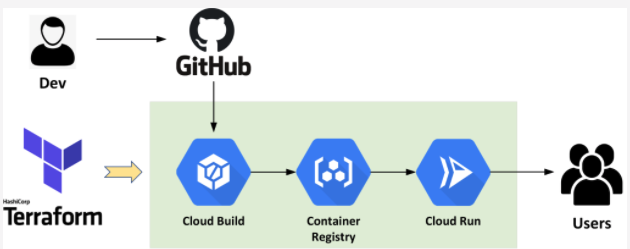 GitHub
Dev
HashiCorp
Terraform
Cloud Build
Container
Registry
Cloud Run
Users